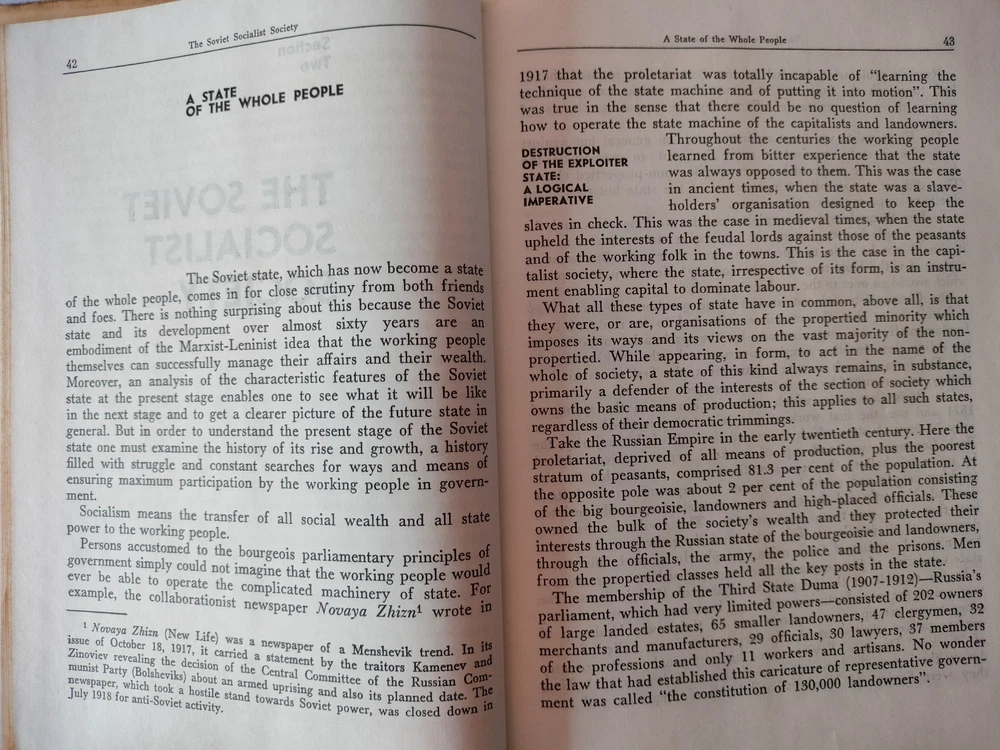 42
The Soviet Socialist Society
A STATE
OF THE WHOLE PEOPLE
The Soviet state, which has now become a state
of the whole people, comes in for close scrutiny from both friends
and foes. There is nothing surprising about this because the Soviet
state and its development over almost sixty years are an
embodiment of the Marxist-Leninist idea that the working people
themselves can successfully manage their affairs and their wealth.
Moreover, an analysis of the characteristic features of the Soviet
state at the present stage enables one to see what it will be like
in the next stage and to get a clearer picture of the future state in
general. But in order to understand the present stage of the Soviet
state one must examine the history of its rise and growth, a history
filled with struggle and constant searches for ways and means of
ensuring maximum participation by the working people in govern-
ment.
Socialism means the transfer of all social wealth and all state
power to the working people.
Persons accustomed to the bourgeois parliamentary principles of
government simply could not imagine that the working people would
ever be able to operate the complicated machinery of state. For
example, the collaborationist newspaper Novaya Zhizn¹ wrote in
¹ Novaya Zhizn (New Life) was a newspaper of a Menshevik trend. In its
issue of October 18, 1917, it carried a statement by the traitors Kamenev and
Zinoviev revealing the decision of the Central Committee of the Russian Com-
munist Party (Bolsheviks) about an armed uprising and also its planned date. The
newspaper, which took a hostile stand towards Soviet power, was closed down in
July 1918 for anti-Soviet activity.
A State of the Whole People
43
1917 that the proletariat was totally incapable of “learning the
technique of the state machine and of putting it into motion”. This
was true in the sense that there could be no question of learning
how to operate the state machine of the capitalists and landowners.
DESTRUCTION
OF THE EXPLOITER
STATE:
A LOGICAL
IMPERATIVE
Throughout the centuries the working people
learned from bitter experience that the state
was always opposed to them. This was the case
in ancient times, when the state was a slave-
holders’ organisation designed to keep the
slaves in check. This was the case in medieval times, when the state
upheld the interests of the feudal lords against those of the peasants
and of the working folk in the towns. This is the case in the capi-
talist society, where the state, irrespective of its form, is an instru-
ment enabling capital to dominate labour.
What all these types of state have in common, above all, is that
they were, or are, organisations of the propertied minority which
imposes its ways and its views on the vast majority of the non-
propertied. While appearing, in form, to act in the name of the
whole of society, a state of this kind always remains, in substance,
primarily a defender of the interests of the section of society which
owns the basic means of production; this applies to all such states,
regardless of their democratic trimmings.
Take the Russian Empire in the early twentieth century. Here the
proletariat, deprived of all means of production, plus the poorest
stratum of peasants, comprised 81.3 per cent of the population. At
the opposite pole was about 2 per cent of the population consisting
of the big bourgeoisie, landowners and high-placed officials. These
owned the bulk of the society’s wealth and they protected their
interests through the Russian state of the bourgeoisie and landowners,
through the officials, the army, the police and the prisons. Men
from the propertied classes held all the key posts in the state.
The membership of the Third State Duma (1907-1912)—Russia’s
parliament, which had very limited powers—consisted of 202 owners
of large landed estates, 65 smaller landowners, 47 clergymen, 32
merchants and manufacturers, 29 officials, 30 lawyers, 37 members
of the professions and only 11 workers and artisans. No wonder
the law that had established this caricature of representative govern-
ment was called “the constitution of 130,000 landowners”.